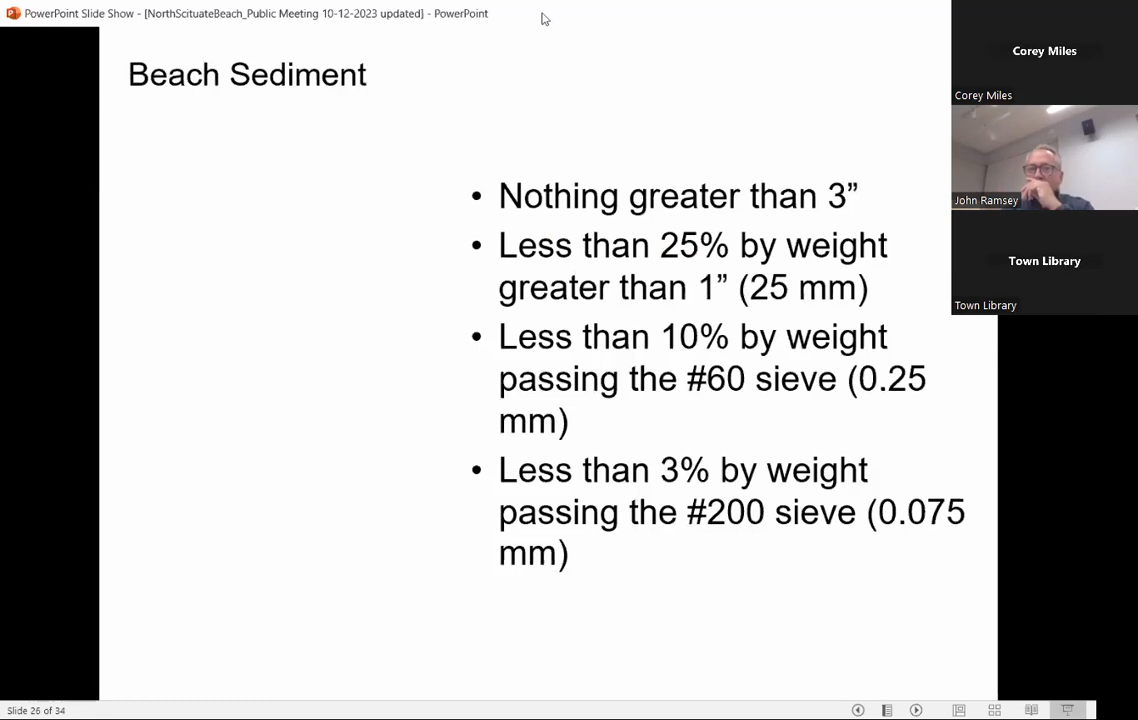 PowerPoint Slide Show - [NorthScituateBeach_Public Meeting 10-12-2023 updated] - PowerPoint
Beach Sediment
• Nothing greater than 3”
• Less than 25% by weight
greater than 1” (25 mm)
• Less than 10% by weight
passing the #60 sieve (0.25
mm)
• Less than 3% by weight
passing the #200 sieve (0.075
mm)
Corey Miles
Corey Miles
John Ramsey
Town Library
Town Library
Slide 26 of 34